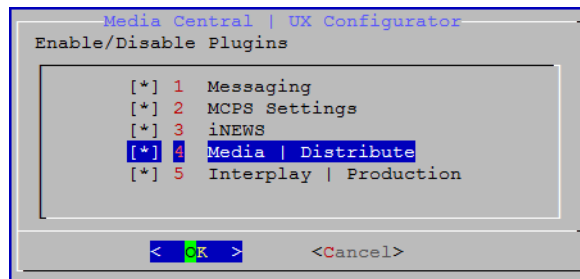 Media Central | UX Configurator
Enable/Disable Plugins
[*] 1 Messaging
[*] 2 MCPS Settings
[*] 3 iNEWS
[*] 4 Media | Distribute
[*] 5 Interplay | Production
< OK > <Cancel>